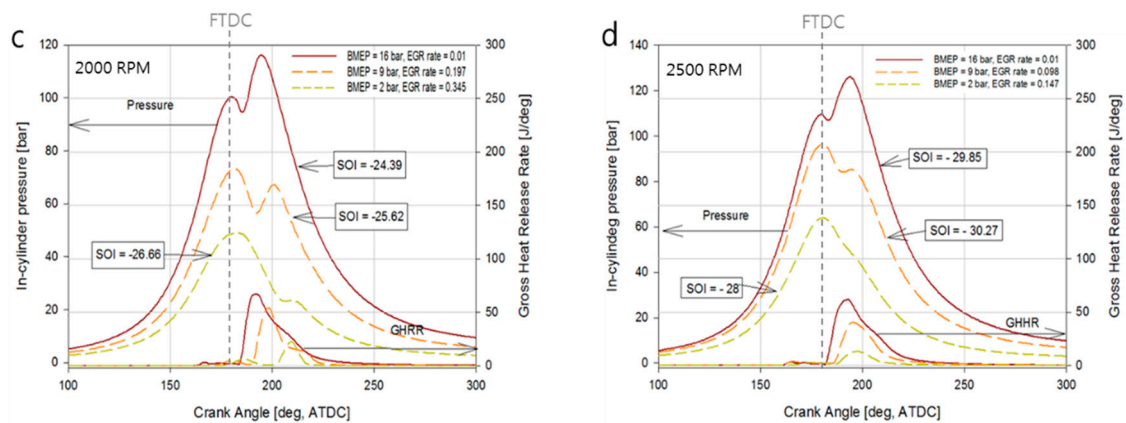 c
FTDC
2000 RPM
BMEP = 16 bar, EGR rate = 0.01
BMEP = 9 bar, EGR rate = 0.197
BMEP = 2 bar, EGR rate = 0.345
Pressure
SOI = -24.39
SOI = -25.62
SOI = -26.66
GHRR
In-cylinder pressure [bar]
120
100
80
60
40
20
0
Gross Heat Release Rate [J/deg]
300
250
200
150
100
50
0
100
150
200
250
300
Crank Angle [deg, ATDC]
d
FTDC
2500 RPM
BMEP = 16 bar, EGR rate = 0.01
BMEP = 9 bar, EGR rate = 0.098
BMEP = 2 bar, EGR rate = 0.147
Pressure
SOI = - 29.85
SOI = - 30.27
SOI = - 28
GHHR
In-cylindeg pressure [bar]
140
120
100
80
60
40
20
0
Gross Heat Release Rate [J/deg]
300
250
200
150
100
50
0
100
150
200
250
300
Crank Angle [deg, ATDC]